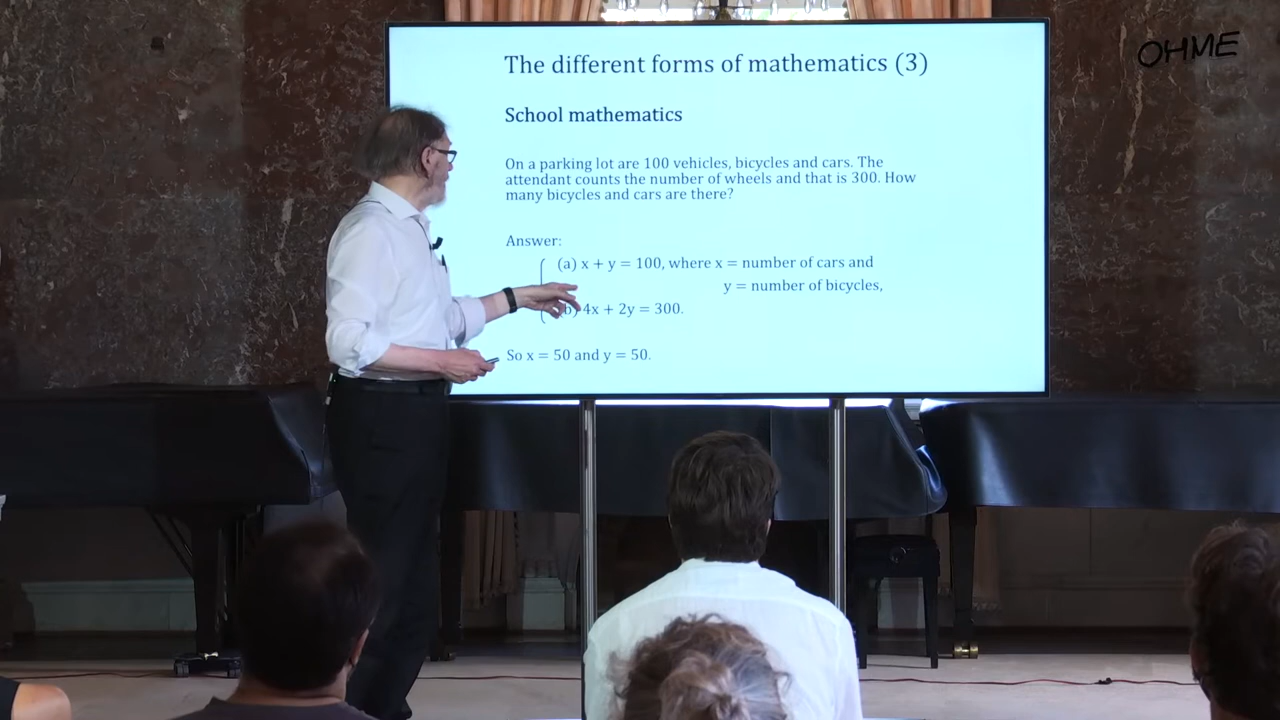 The different forms of mathematics (3)
OHME
School mathematics
On a parking lot are 100 vehicles, bicycles and cars. The
attendant counts the number of wheels and that is 300. How
many bicycles and cars are there?
Answer:
(a) x + y = 100, where x = number of cars and
y = number of bicycles,
b) 4x + 2y = 300.
So x = 50 and y = 50.